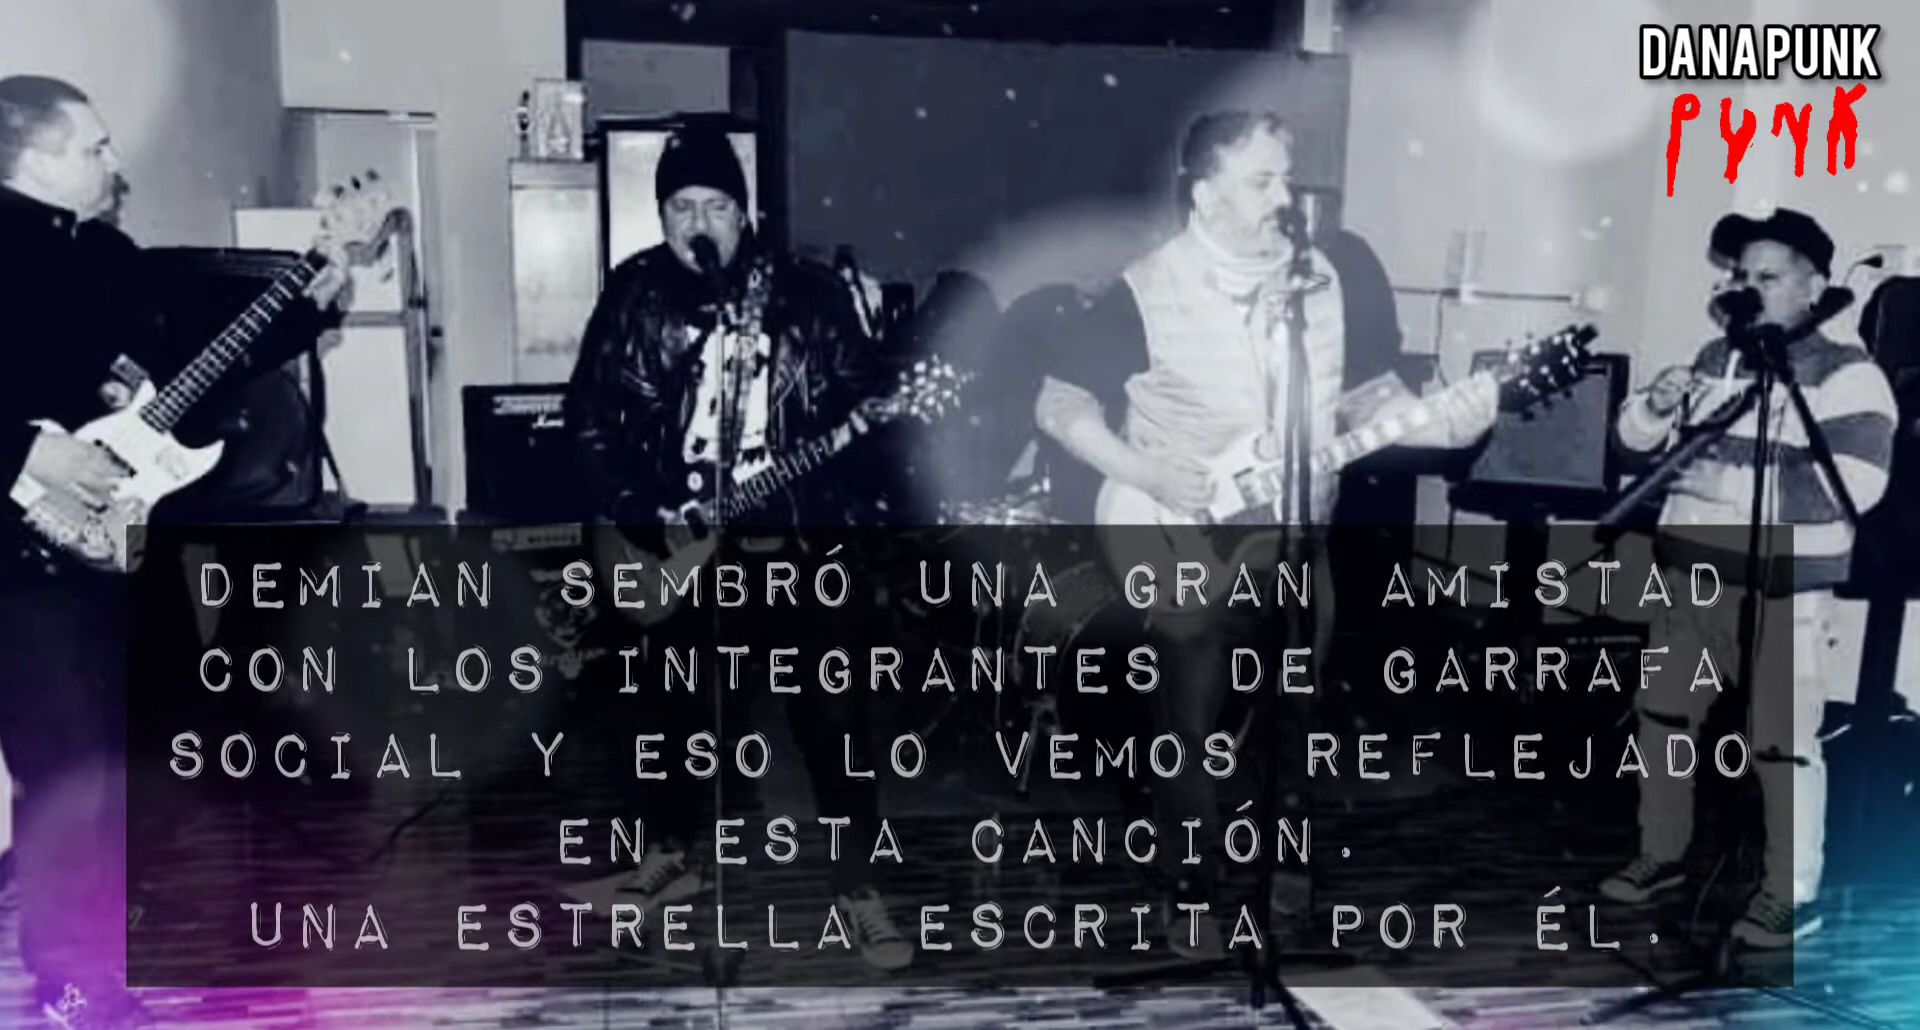 DANAPUNK
PUNK
DEMIAN SEMBRÓ UNA GRAN AMISTAD
CON LOS INTEGRANTES DE GARRAFA
SOCIAL Y ESO LO VEMOS REFLEJADO
EN ESTA CANCIÓN.
UNA ESTRELLA ESCRITA POR ÉL.